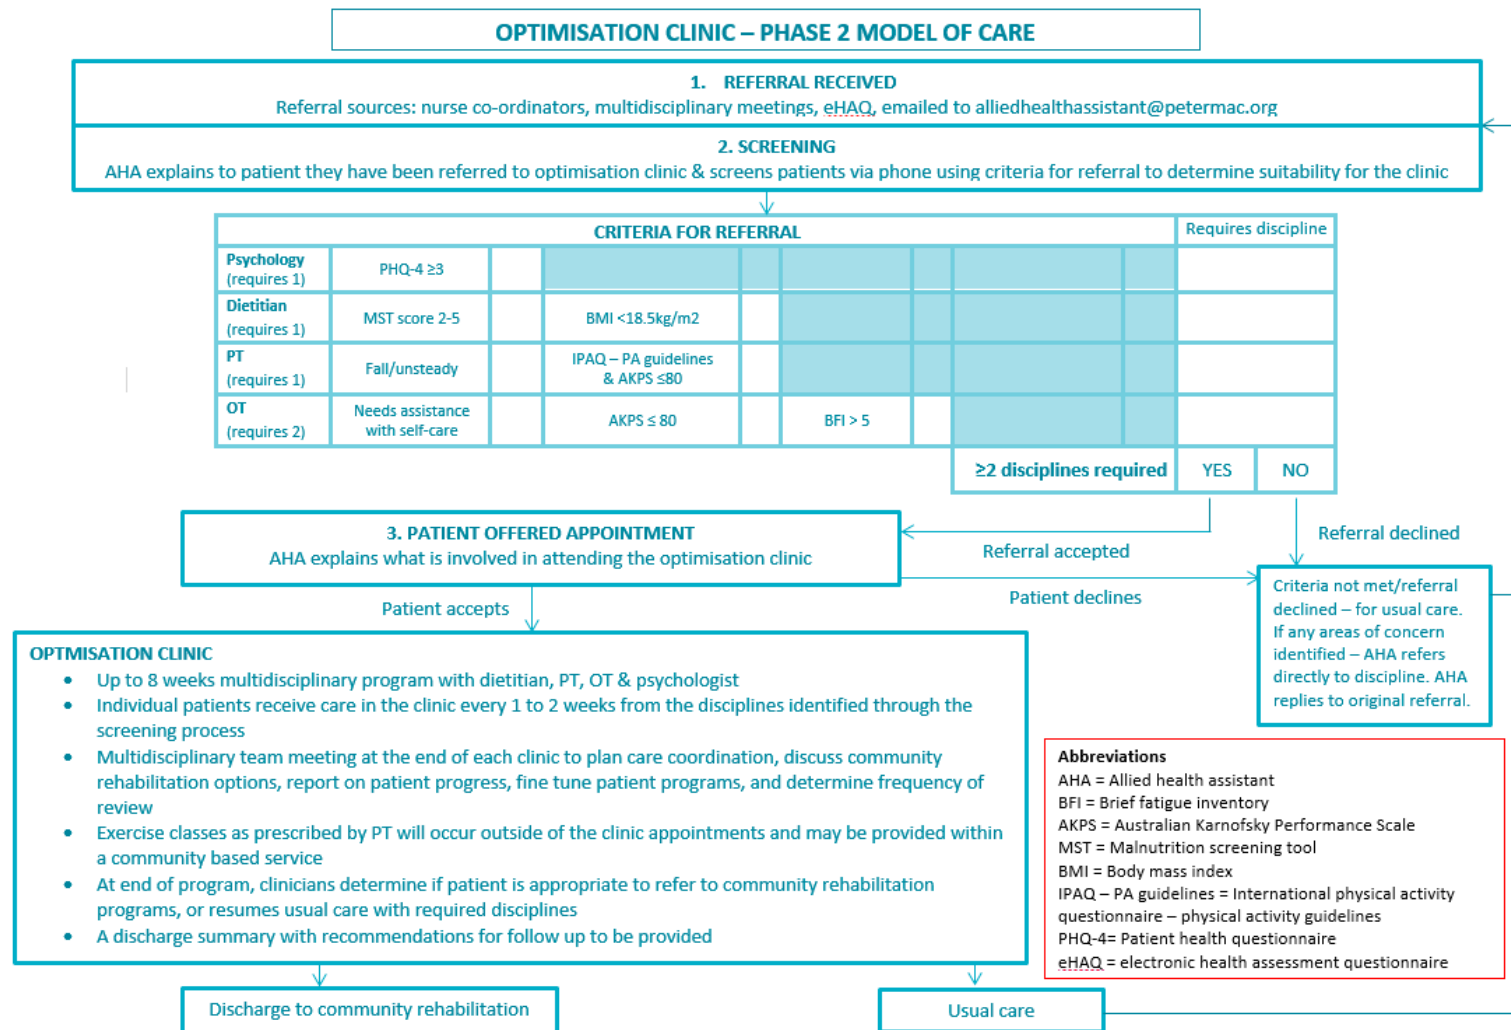 OPTIMISATION CLINIC – PHASE 2 MODEL OF CARE
1. REFERRAL RECEIVED
Referral sources: nurse co-ordinators, multidisciplinary meetings, eHAQ, emailed to alliedhealthassistant@petermac.org
2. SCREENING
AHA explains to patient they have been referred to optimisation clinic & screens patients via phone using criteria for referral to determine suitability for the clinic
CRITERIA FOR REFERRAL
Requires discipline
Psychology
(requires 1)
PHQ-4 ≥3
Dietitian
(requires 1)
MST score 2-5
BMI <18.5kg/m2
PT
(requires 1)
Fall/unsteady
IPAQ – PA guidelines
& AKPS ≤80
OT
(requires 2)
Needs assistance
with self-care
AKPS ≤ 80
BFI > 5
≥2 disciplines required
YES
NO
3. PATIENT OFFERED APPOINTMENT
AHA explains what is involved in attending the optimisation clinic
Referral accepted
Referral declined
Patient declines
Patient accepts
Criteria not met/referral
declined – for usual care.
If any areas of concern
identified – AHA refers
directly to discipline. AHA
replies to original referral.
OPTMISATION CLINIC
• Up to 8 weeks multidisciplinary program with dietitian, PT, OT & psychologist
• Individual patients receive care in the clinic every 1 to 2 weeks from the disciplines identified through the
screening process
• Multidisciplinary team meeting at the end of each clinic to plan care coordination, discuss community
rehabilitation options, report on patient progress, fine tune patient programs, and determine frequency of
review
• Exercise classes as prescribed by PT will occur outside of the clinic appointments and may be provided within
a community based service
• At end of program, clinicians determine if patient is appropriate to refer to community rehabilitation
programs, or resumes usual care with required disciplines
• A discharge summary with recommendations for follow up to be provided
Abbreviations
AHA = Allied health assistant
BFI = Brief fatigue inventory
AKPS = Australian Karnofsky Performance Scale
MST = Malnutrition screening tool
BMI = Body mass index
IPAQ – PA guidelines = International physical activity
questionnaire – physical activity guidelines
PHQ-4= Patient health questionnaire
eHAQ = electronic health assessment questionnaire
Discharge to community rehabilitation
Usual care